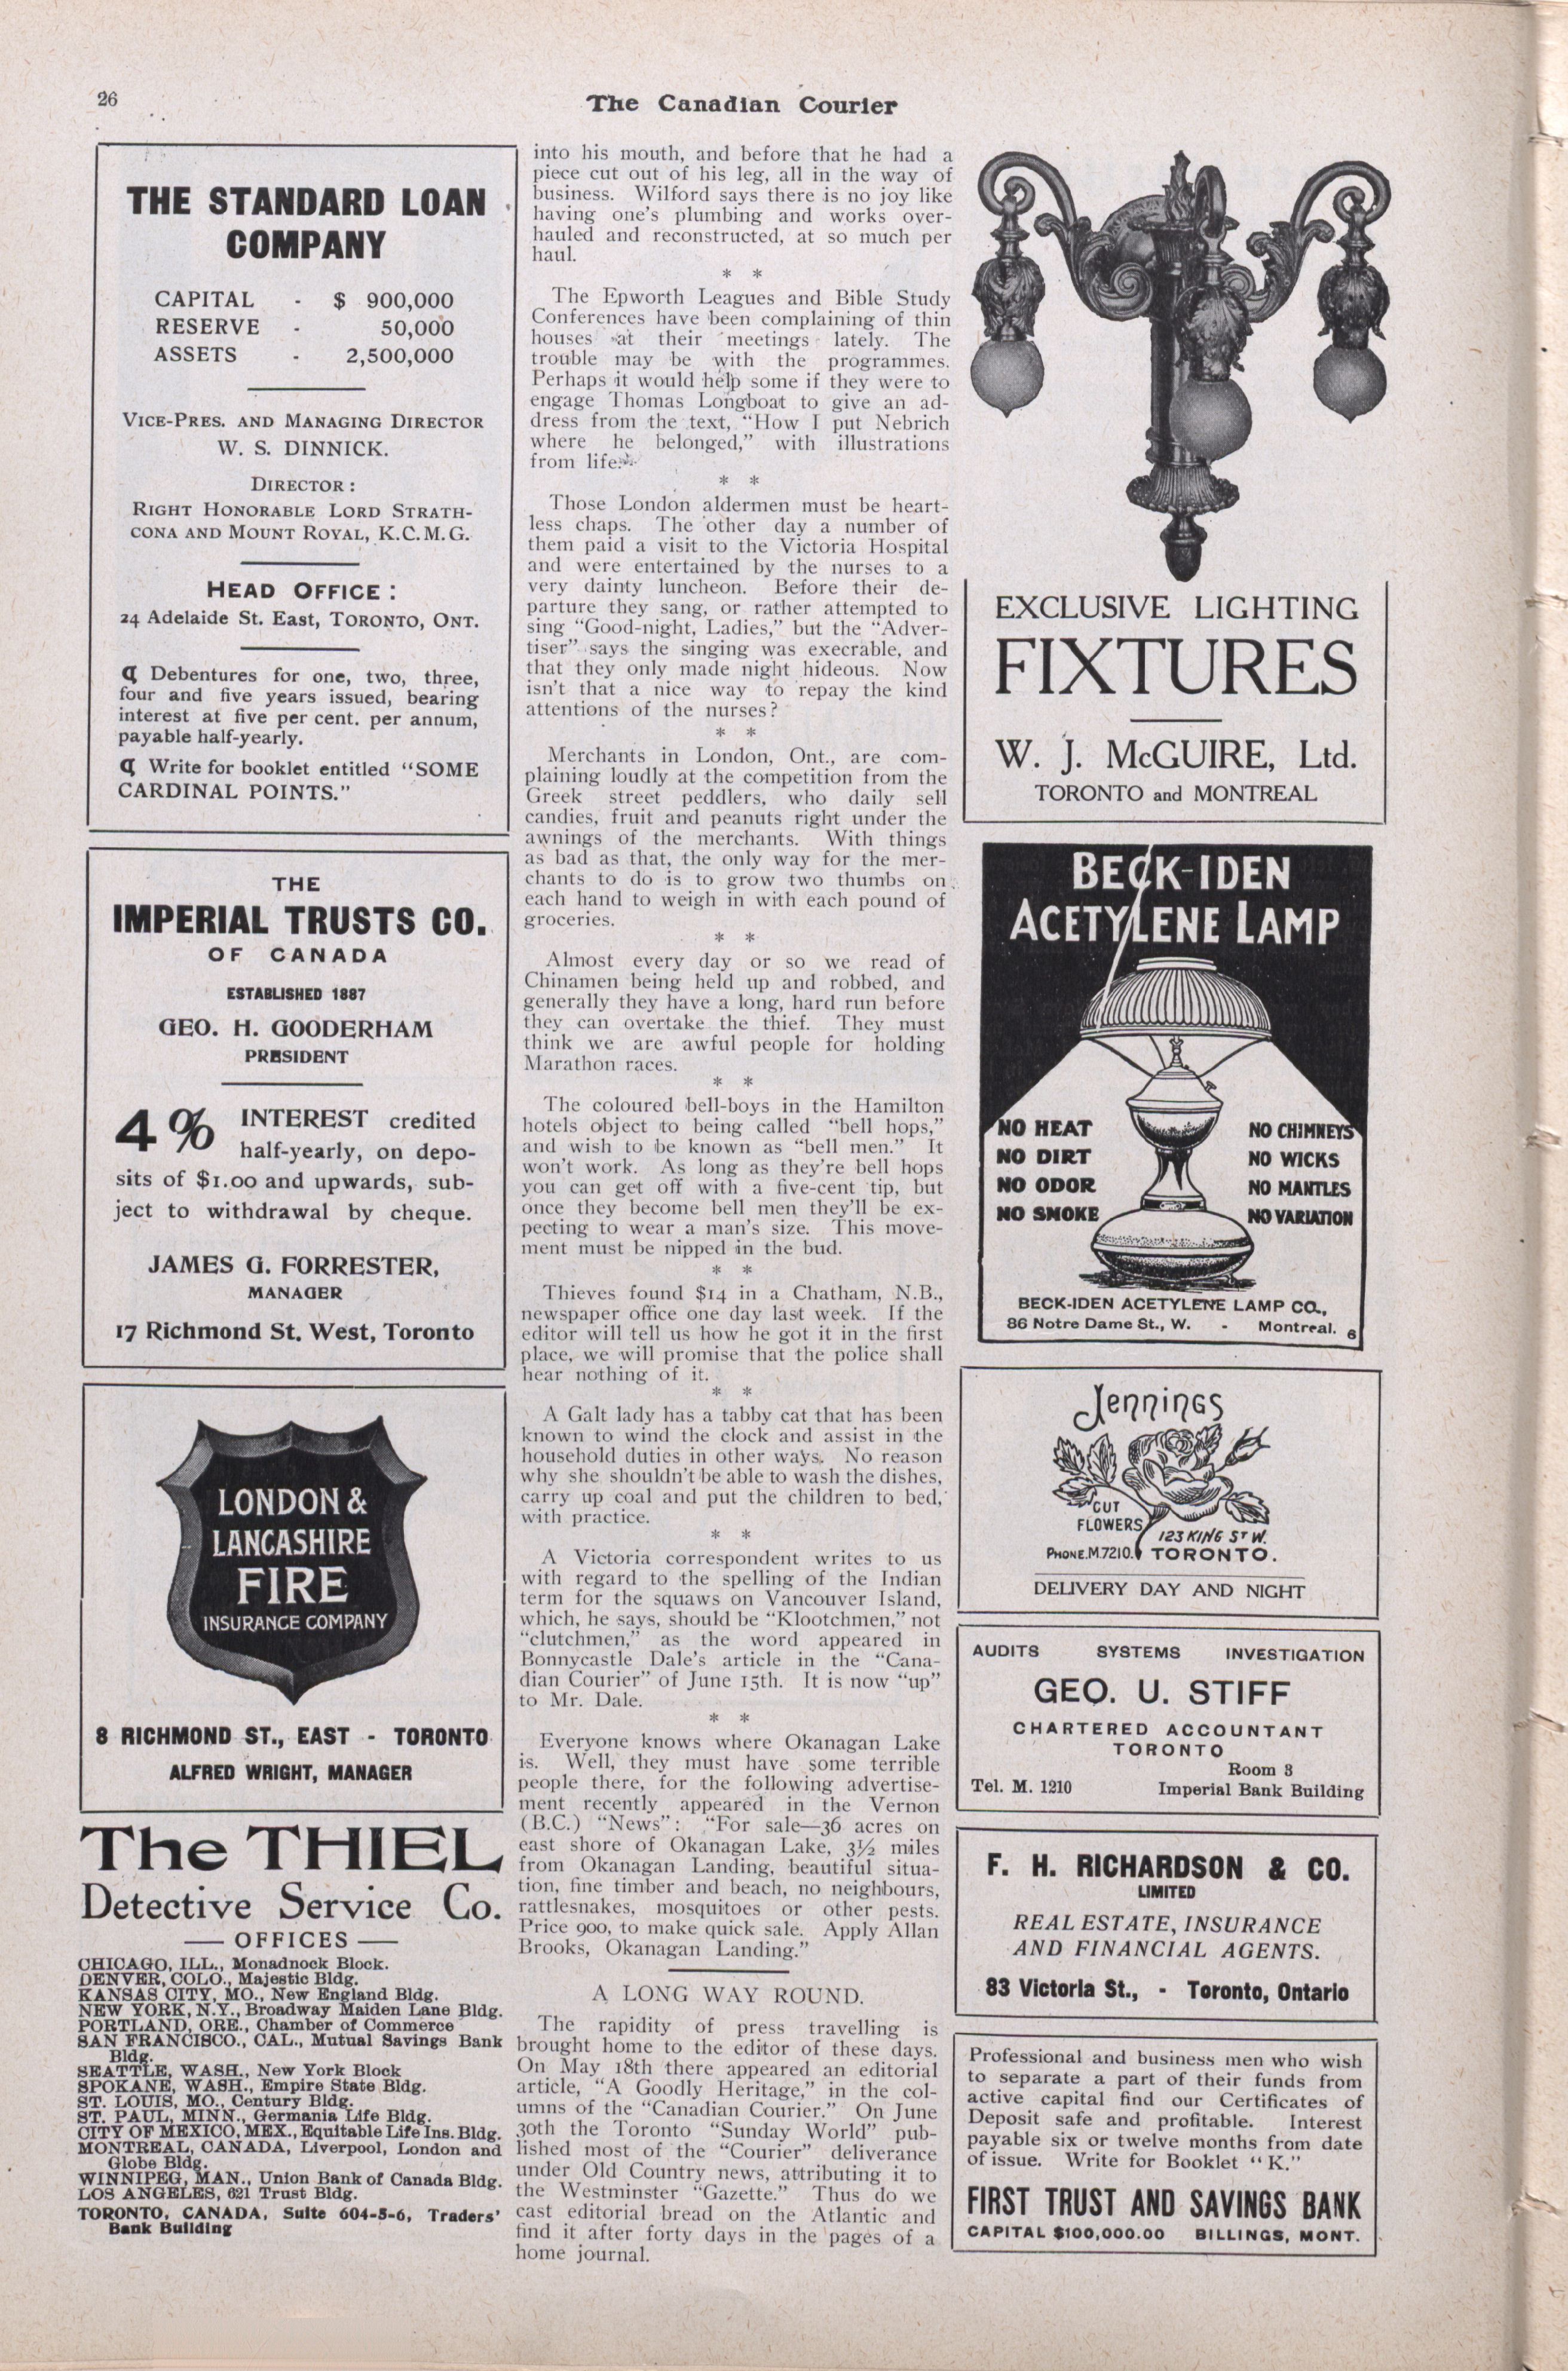 26
The Canadian Courier
THE STANDARD LOAN
COMPANY
CAPITAL - $ 900,000
RESERVE - 50,000
ASSETS - 2,500,000
VICE-PRES. AND MANAGING DIRECTOR
W. S. DINNICK.
DIRECTOR:
RIGHT HONORABLE LORD STRATH-
CONA AND MOUNT ROYAL, K.C.M.G.
HEAD OFFICE:
24 Adelaide St. East, TORONTO, ONT.
¶ Debentures for one, two, three,
four and five years issued, bearing
interest at five per cent. per annum,
payable half-yearly.
¶ Write for booklet entitled "SOME
CARDINAL POINTS."
THE
IMPERIAL TRUSTS CO.
OF CANADA
ESTABLISHED 1887
GEO. H. GOODERHAM
PRESIDENT
4% INTEREST credited
half-yearly, on depo-
sits of $1.00 and upwards, sub-
ject to withdrawal by cheque.
JAMES G. FORRESTER,
MANAGER
17 Richmond St. West, Toronto
LONDON &
LANCASHIRE
FIRE
INSURANCE COMPANY
8 RICHMOND ST., EAST - TORONTO
ALFRED WRIGHT, MANAGER
The THIEL
Detective Service Co.
OFFICES
CHICAGO, ILL., Monadnock Block.
DENVER, COLO., Majestic Bldg.
KANSAS CITY, MO., New England Bldg.
NEW YORK, N.Y., Broadway Maiden Lane Bldg.
PORTLAND, ORE., Chamber of Commerce
SAN FRANCISCO., CAL., Mutual Savings Bank
Bldg.
SEATTLE, WASH., New York Block
SPOKANE, WASH., Empire State Bldg.
ST. LOUIS, MO., Century Bldg.
ST. PAUL, MINN., Germania Life Bldg.
CITY OF MEXICO, MEX., Equitable Life Ins. Bldg.
MONTREAL, CANADA, Liverpool, London and
Globe Bldg.
WINNIPEG, MAN., Union Bank of Canada Bldg.
LOS ANGELES, 621 Trust Bldg.
TORONTO, CANADA, Suite 604-5-6, Traders'
Bank Building
into his mouth, and before that he had a
piece cut out of his leg, all in the way of
business. Wilford says there is no joy like
having one's plumbing and works over-
hauled and reconstructed, at so much per
haul.
* *
The Epworth Leagues and Bible Study
Conferences have been complaining of thin
houses at their meetings lately. The
trouble may be with the programmes.
Perhaps it would help some if they were to
engage Thomas Longboat to give an ad-
dress from the text, "How I put Nebrich
where he belonged," with illustrations
from life.
* *
Those London aldermen must be heart-
less chaps. The other day a number of
them paid a visit to the Victoria Hospital
and were entertained by the nurses to a
very dainty luncheon. Before their de-
parture they sang, or rather attempted to
sing "Good-night, Ladies," but the "Adver-
tiser" says the singing was execrable, and
that they only made night hideous. Now
isn't that a nice way to repay the kind
attentions of the nurses?
* *
Merchants in London, Ont., are com-
plaining loudly at the competition from the
Greek street peddlers, who daily sell
candies, fruit and peanuts right under the
awnings of the merchants. With things
as bad as that, the only way for the mer-
chants to do is to grow two thumbs on
each hand to weigh in with each pound of
groceries.
* *
Almost every day or so we read of
Chinamen being held up and robbed, and
generally they have a long, hard run before
they can overtake the thief. They must
think we are awful people for holding
Marathon races.
* *
The coloured bell-boys in the Hamilton
hotels object to being called "bell hops,"
and wish to be known as "bell men." It
won't work. As long as they're bell hops
you can get off with a five-cent tip, but
once they become bell men they'll be ex-
pecting to wear a man's size. This move-
ment must be nipped in the bud.
* *
Thieves found $14 in a Chatham, N.B.,
newspaper office one day last week. If the
editor will tell us how he got it in the first
place, we will promise that the police shall
hear nothing of it.
* *
A Galt lady has a tabby cat that has been
known to wind the clock and assist in the
household duties in other ways. No reason
why she shouldn't be able to wash the dishes,
carry up coal and put the children to bed,
with practice.
* *
A Victoria correspondent writes to us
with regard to the spelling of the Indian
term for the squaws on Vancouver Island,
which, he says, should be "Klootchmen," not
"clutchmen," as the word appeared in
Bonnycastle Dale's article in the "Cana-
dian Courier" of June 15th. It is now "up"
to Mr. Dale.
* *
Everyone knows where Okanagan Lake
is. Well, they must have some terrible
people there, for the following advertise-
ment recently appeared in the Vernon
(B.C.) "News": "For sale—36 acres on
east shore of Okanagan Lake, 3½ miles
from Okanagan Landing, beautiful situa-
tion, fine timber and beach, no neighbours,
rattlesnakes, mosquitoes or other pests.
Price 900, to make quick sale. Apply Allan
Brooks, Okanagan Landing."
A LONG WAY ROUND.
The rapidity of press travelling is
brought home to the editor of these days.
On May 18th there appeared an editorial
article, "A Goodly Heritage," in the col-
umns of the "Canadian Courier." On June
30th the Toronto "Sunday World" pub-
lished most of the "Courier" deliverance
under Old Country news, attributing it to
the Westminster "Gazette." Thus do we
cast editorial bread on the Atlantic and
find it after forty days in the pages of a
home journal.
EXCLUSIVE LIGHTING
FIXTURES
W. J. McGUIRE, Ltd.
TORONTO and MONTREAL
BECK-IDEN
ACETYLENE LAMP
NO HEAT
NO DIRT
NO ODOR
NO SMOKE
NO CHIMNEYS
NO WICKS
NO MANTLES
NO VARIATION
BECK-IDEN ACETYLENE LAMP CO.,
86 Notre Dame St., W. - Montreal. 6
Jennings
CUT
FLOWERS
123 KING ST W.
PHONE.M.7210. TORONTO.
DELIVERY DAY AND NIGHT
AUDITS SYSTEMS INVESTIGATION
GEO. U. STIFF
CHARTERED ACCOUNTANT
TORONTO
Room 3
Tel. M. 1210 Imperial Bank Building
F. H. RICHARDSON & CO.
LIMITED
REAL ESTATE, INSURANCE
AND FINANCIAL AGENTS.
83 Victoria St., - Toronto, Ontario
Professional and business men who wish
to separate a part of their funds from
active capital find our Certificates of
Deposit safe and profitable. Interest
payable six or twelve months from date
of issue. Write for Booklet "K."
FIRST TRUST AND SAVINGS BANK
CAPITAL $100,000.00 BILLINGS, MONT.